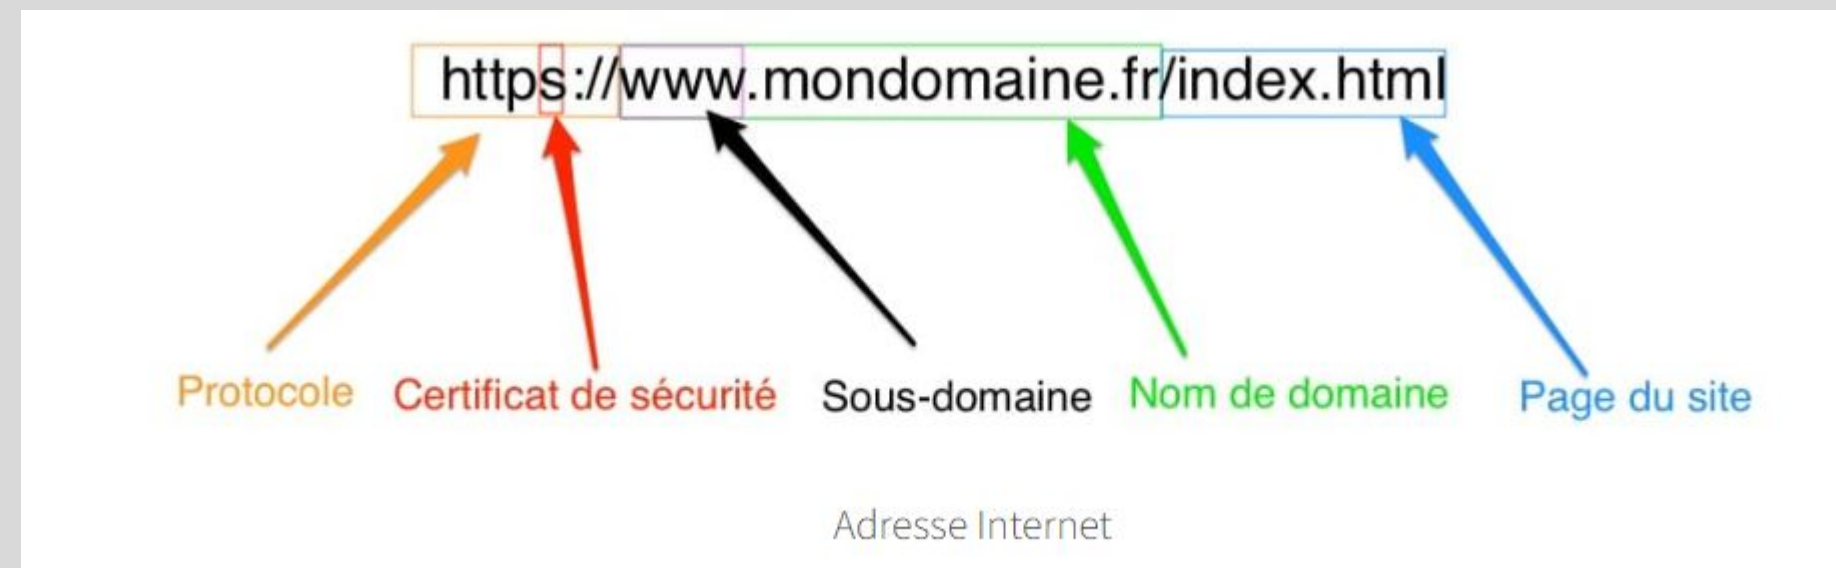 https://www.mondomaine.fr/index.html
Protocole Certificat de sécurité Sous-domaine Nom de domaine Page du site
Adresse Internet